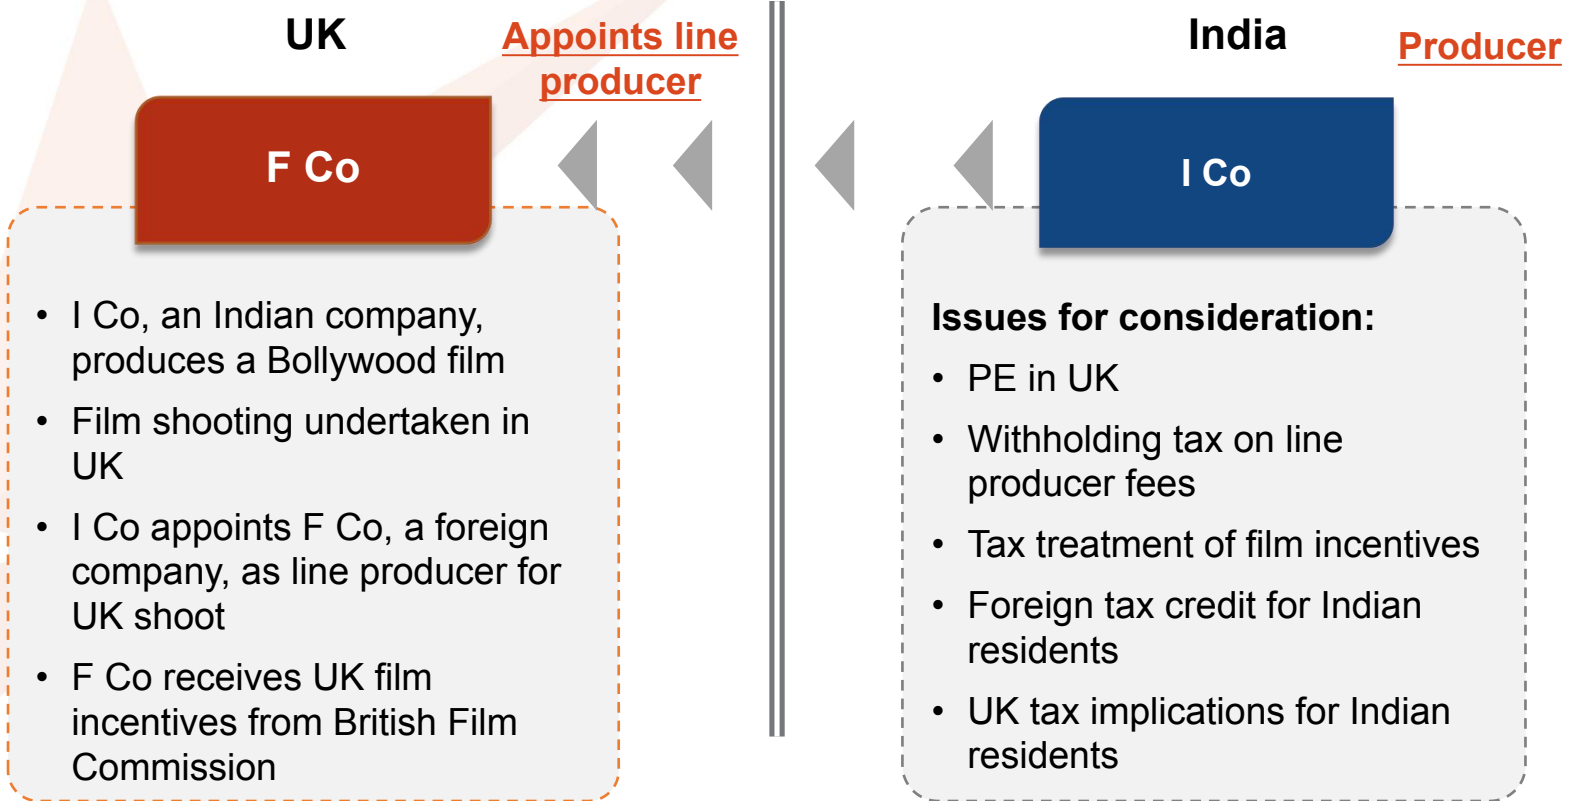 UK
Appoints line
producer
F Co
• I Co, an Indian company,
produces a Bollywood film
• Film shooting undertaken in
UK
• I Co appoints F Co, a foreign
company, as line producer for
UK shoot
• F Co receives UK film
incentives from British Film
Commission
India
Producer
I Co
Issues for consideration:
• PE in UK
• Withholding tax on line
producer fees
• Tax treatment of film incentives
• Foreign tax credit for Indian
residents
• UK tax implications for Indian
residents